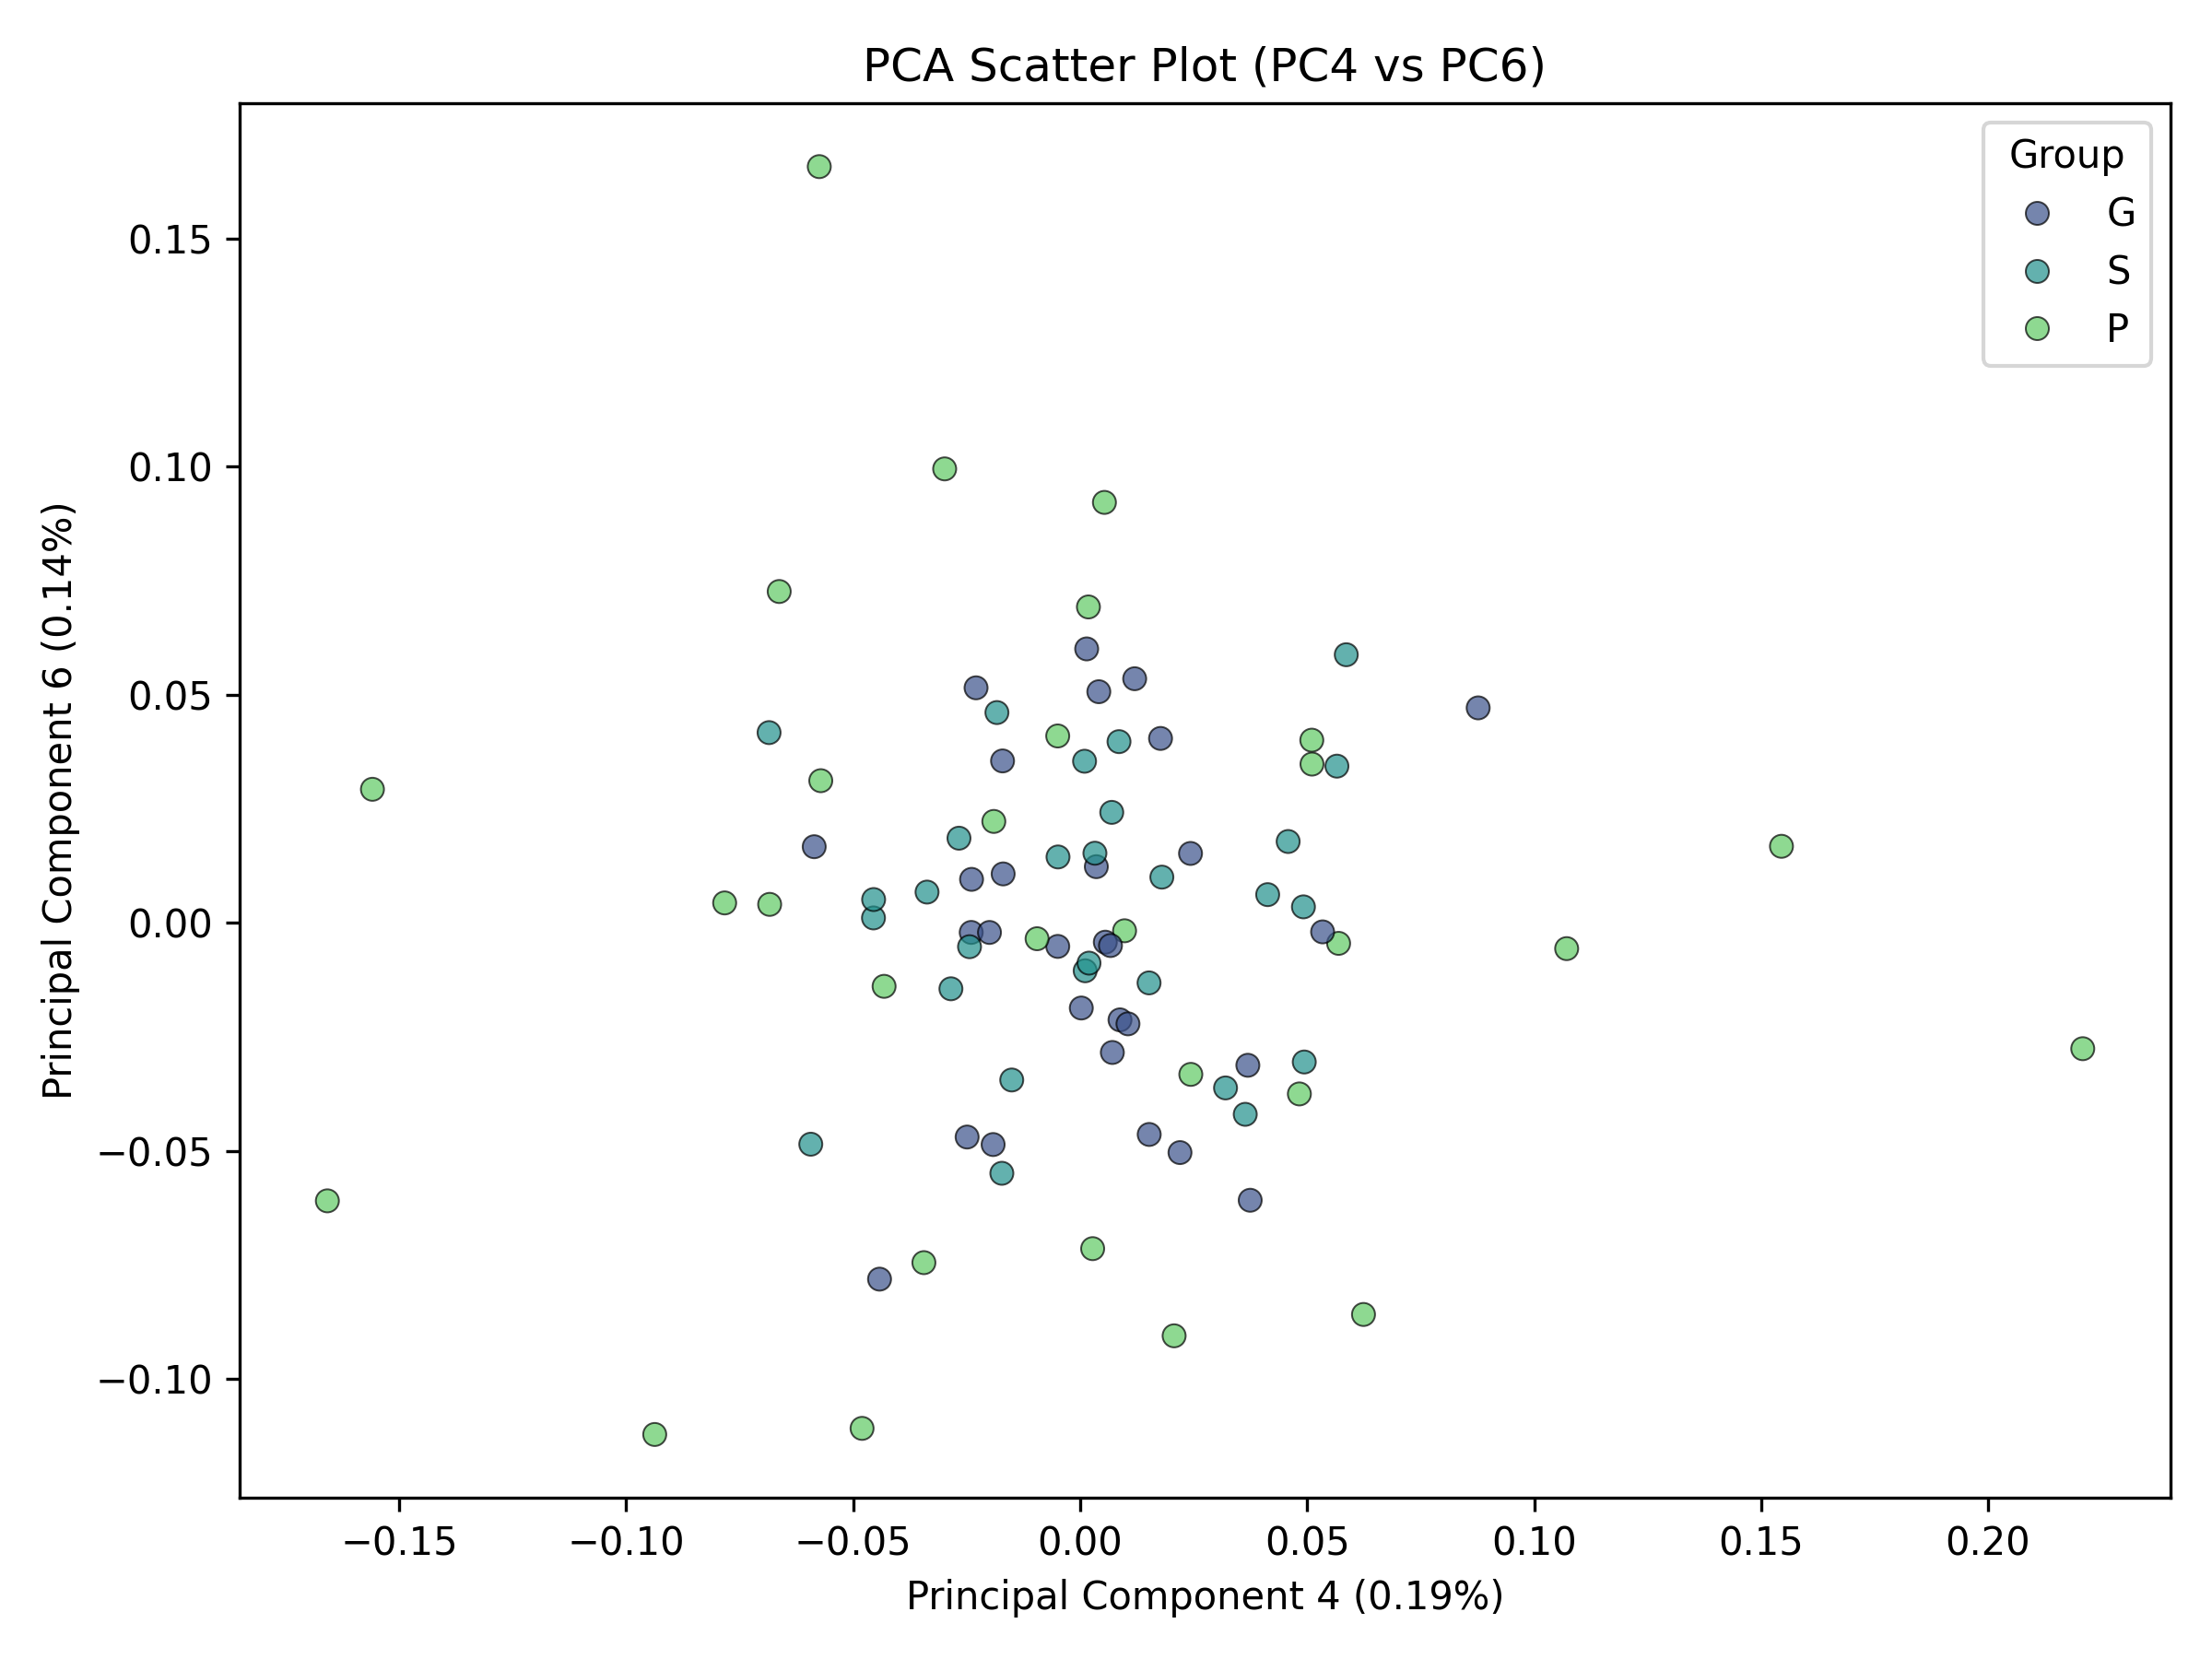 PCA Scatter Plot (PC4 vs PC6)
Group
G
S
P
Principal Component 6 (0.14%)
0.15
0.10
0.05
0.00
−0.05
−0.10
−0.15
−0.10
−0.05
0.00
0.05
0.10
0.15
0.20
Principal Component 4 (0.19%)